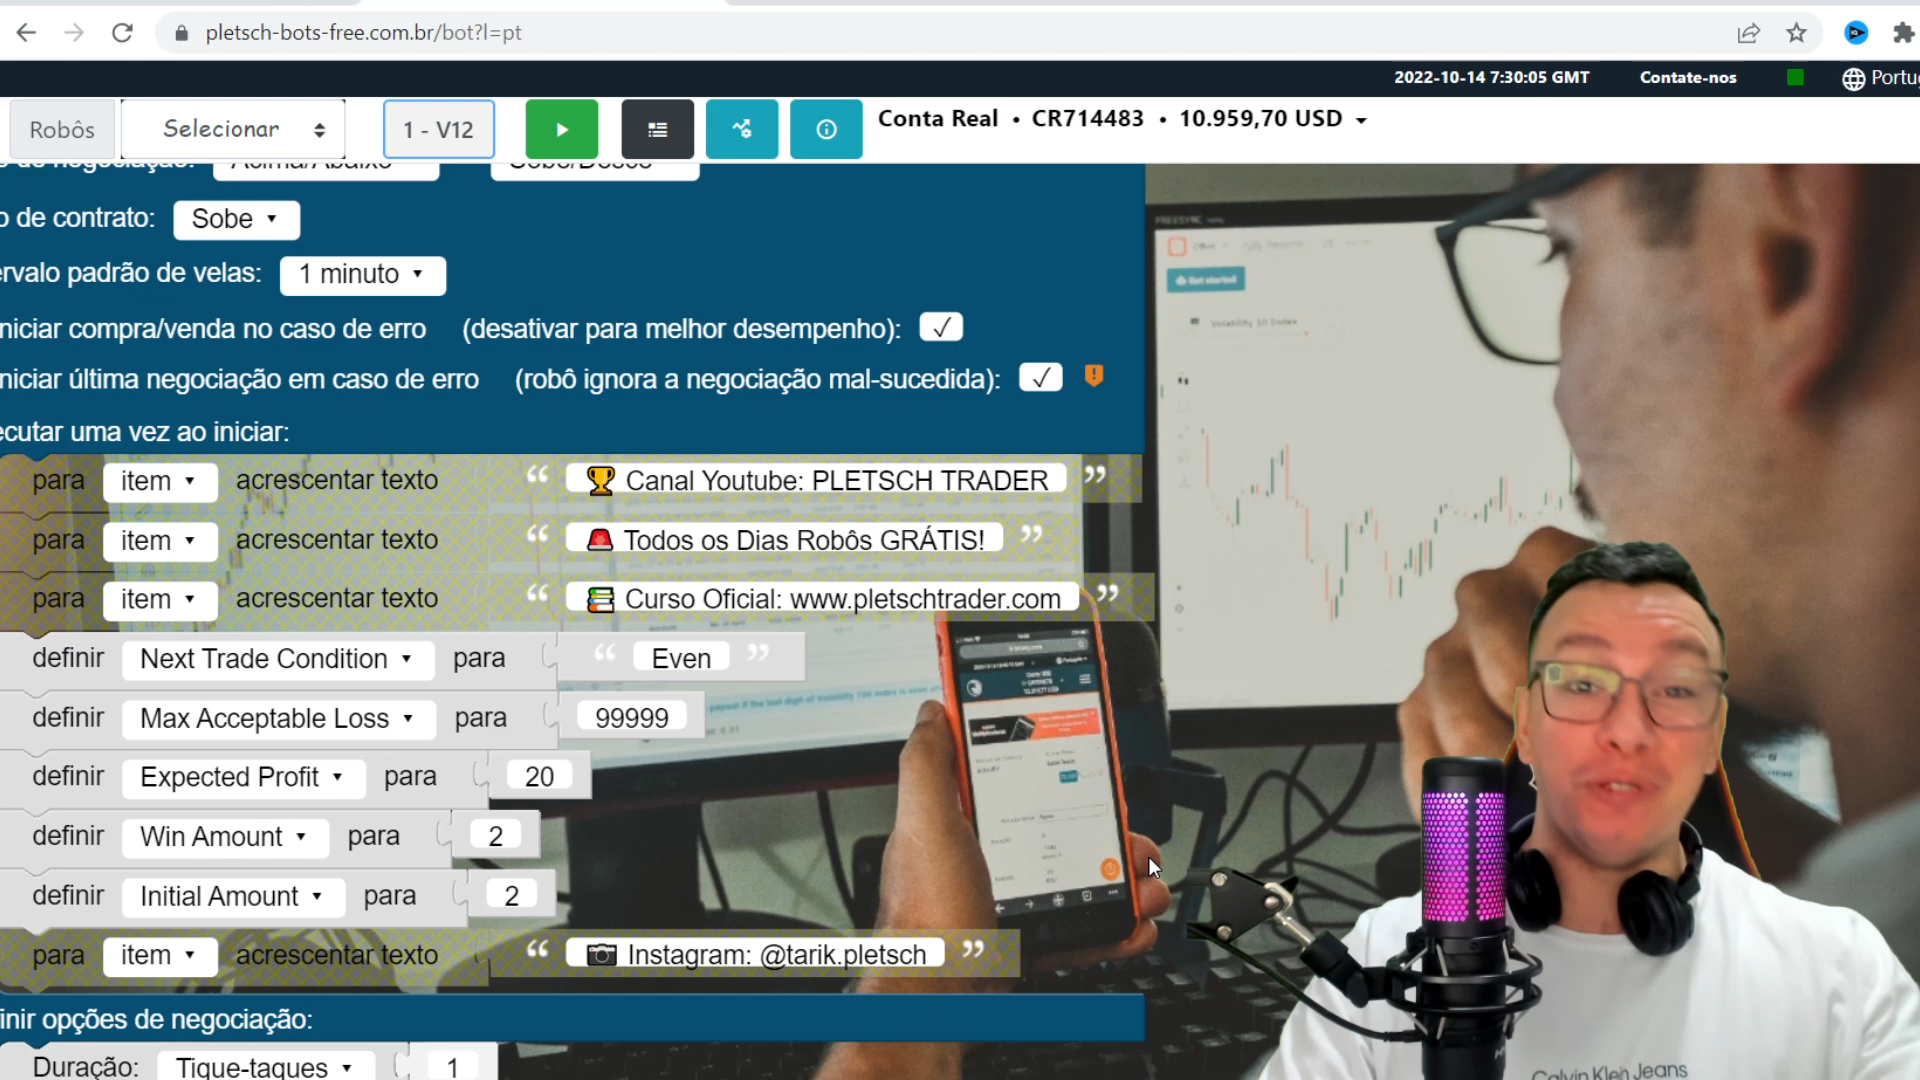 pletsch-bots-free.com.br/bot?l=pt
2022-10-14 7:30:05 GMT Contate-nos Portu
Robôs Selecionar 1 - V12 Conta Real • CR714483 • 10.959,70 USD
o de contrato: Sobe
ervalo padrão de velas: 1 minuto
niciar compra/venda no caso de erro (desativar para melhor desempenho): ✓
niciar última negociação em caso de erro (robô ignora a negociação mal-sucedida): ✓
ecutar uma vez ao iniciar:
para item acrescentar texto “ 🏆 Canal Youtube: PLETSCH TRADER ”
para item acrescentar texto “ 🚨 Todos os Dias Robôs GRÁTIS! ”
para item acrescentar texto “ 📚 Curso Oficial: www.pletschtrader.com ”
definir Next Trade Condition para “ Even ”
definir Max Acceptable Loss para 99999
definir Expected Profit para 20
definir Win Amount para 2
definir Initial Amount para 2
para item acrescentar texto “ 📷 Instagram: @tarik.pletsch ”
finir opções de negociação:
Duração: Tique-taques 1
Get started
Volatility 10 Index
Calvin Klein Jeans